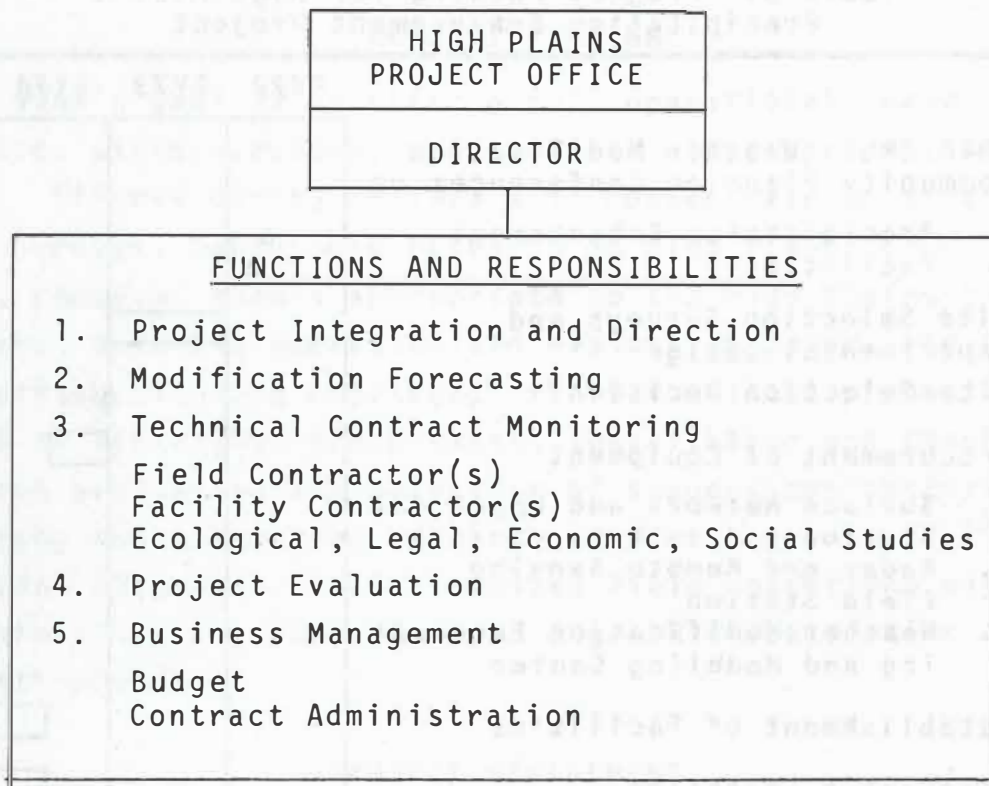 HIGH PLAINS
PROJECT OFFICE
DIRECTOR
FUNCTIONS AND RESPONSIBILITIES
1. Project Integration and Direction
2. Modification Forecasting
3. Technical Contract Monitoring
Field Contractor(s)
Facility Contractor(s)
Ecological, Legal, Economic, Social Studies
4. Project Evaluation
5. Business Management
Budget
Contract Administration